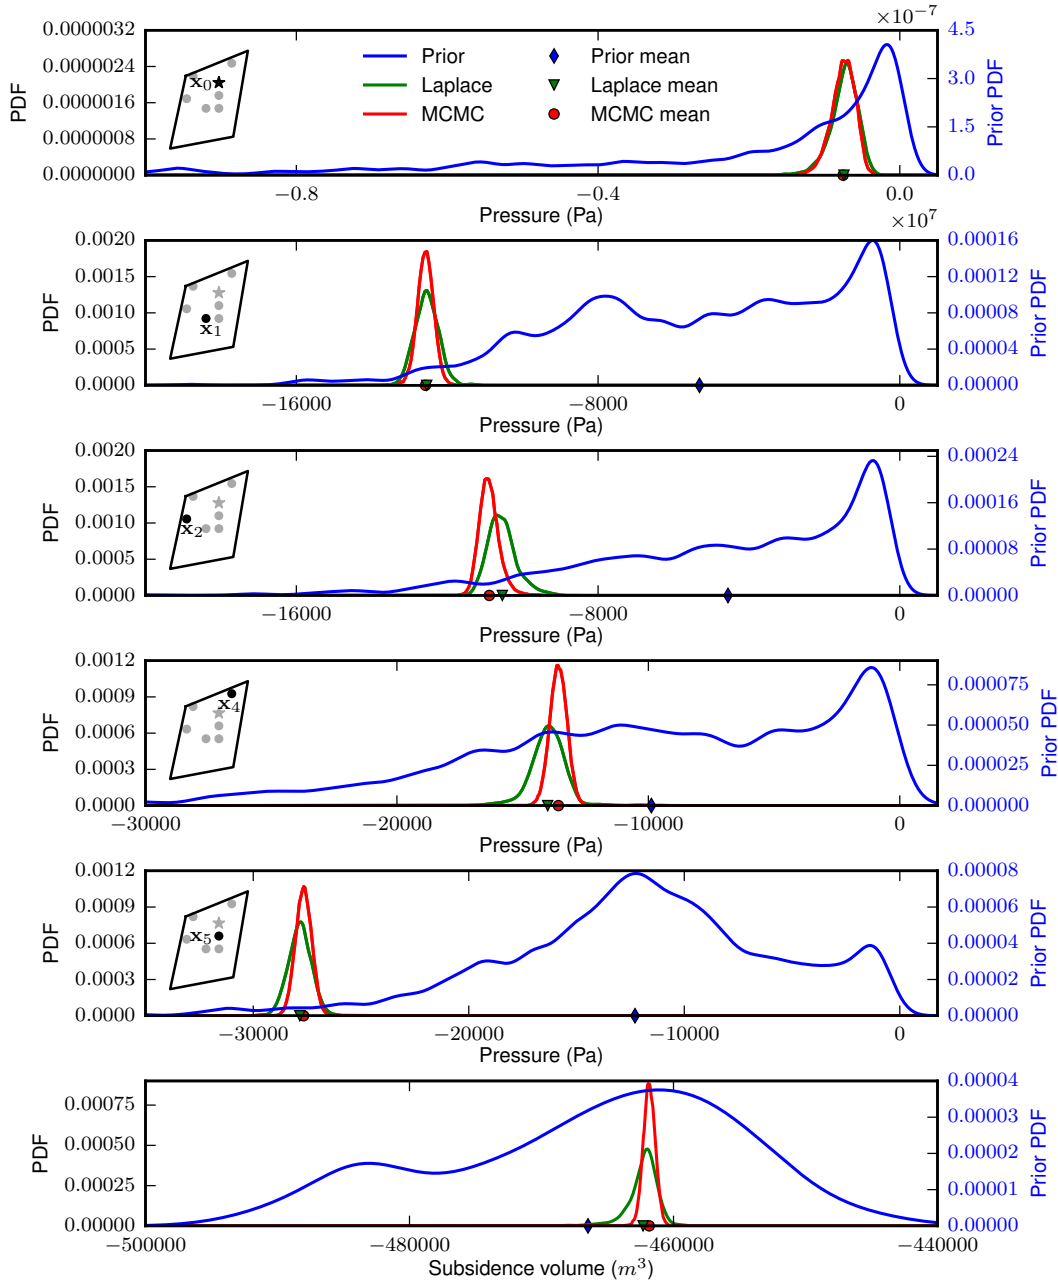 ×10⁻⁷
0.0000032 4.5
Prior Prior mean
0.0000024 x₀ 3.0
Laplace Laplace mean
PDF 0.0000016 Prior PDF
MCMC MCMC mean
0.0000008 1.5
0.0000000 0.0
−0.8 −0.4 0.0
Pressure (Pa) ×10⁷
0.0020 0.00016
0.0015 0.00012
PDF 0.0010 0.00008 Prior PDF
x₁
0.0005 0.00004
0.0000 0.00000
−16000 −8000 0
Pressure (Pa)
0.0020 0.00024
0.0015 0.00016
PDF 0.0010 x₂ Prior PDF
0.0005 0.00008
0.0000 0.00000
−16000 −8000 0
Pressure (Pa)
0.0012 0.000075
0.0009 x₄
PDF 0.0006 0.000050 Prior PDF
0.0003 0.000025
0.0000 0.000000
−30000 −20000 −10000 0
Pressure (Pa)
0.0012 0.00008
0.0009 0.00006
PDF 0.0006 x₅ 0.00004 Prior PDF
0.0003 0.00002
0.0000 0.00000
−30000 −20000 −10000 0
Pressure (Pa)
0.00004
0.00075 0.00003
PDF 0.00050 0.00002 Prior PDF
0.00025 0.00001
0.00000 0.00000
−500000 −480000 −460000 −440000
Subsidence volume (m³)